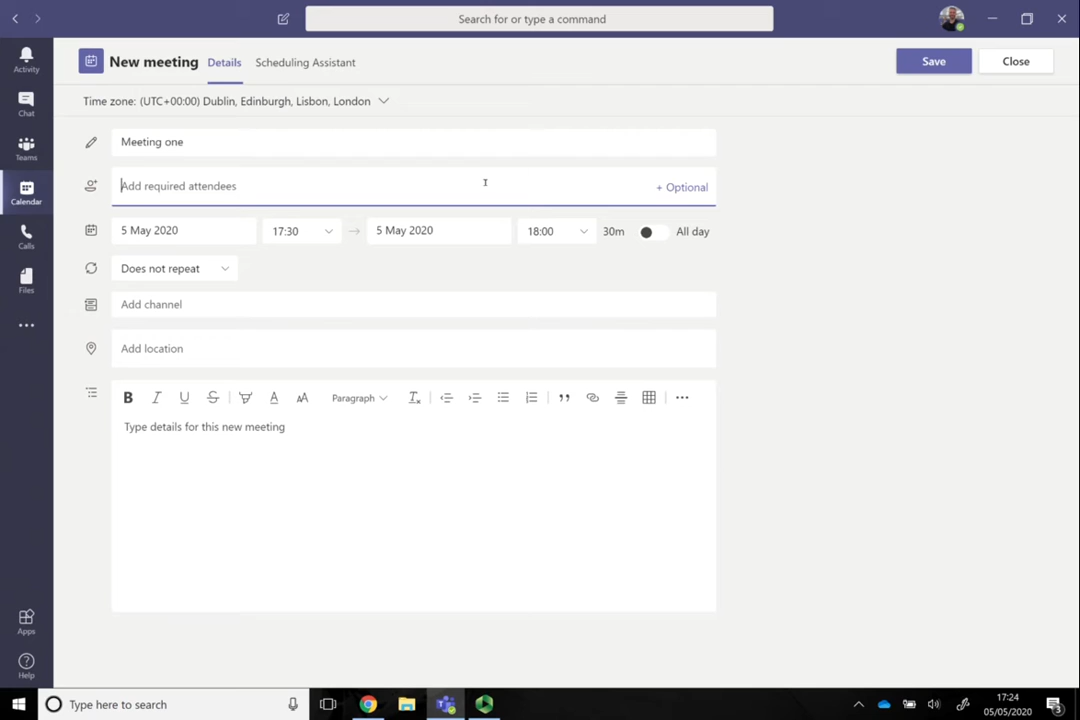 Search for or type a command
Activity
Chat
Teams
Calendar
Calls
Files
Apps
Help
New meeting Details Scheduling Assistant Save Close
Time zone: (UTC+00:00) Dublin, Edinburgh, Lisbon, London
Meeting one
Add required attendees + Optional
5 May 2020 17:30 → 5 May 2020 18:00 30m All day
Does not repeat
Add channel
Add location
B I U S A AA Paragraph
Type details for this new meeting
Type here to search
17:24
05/05/2020
3